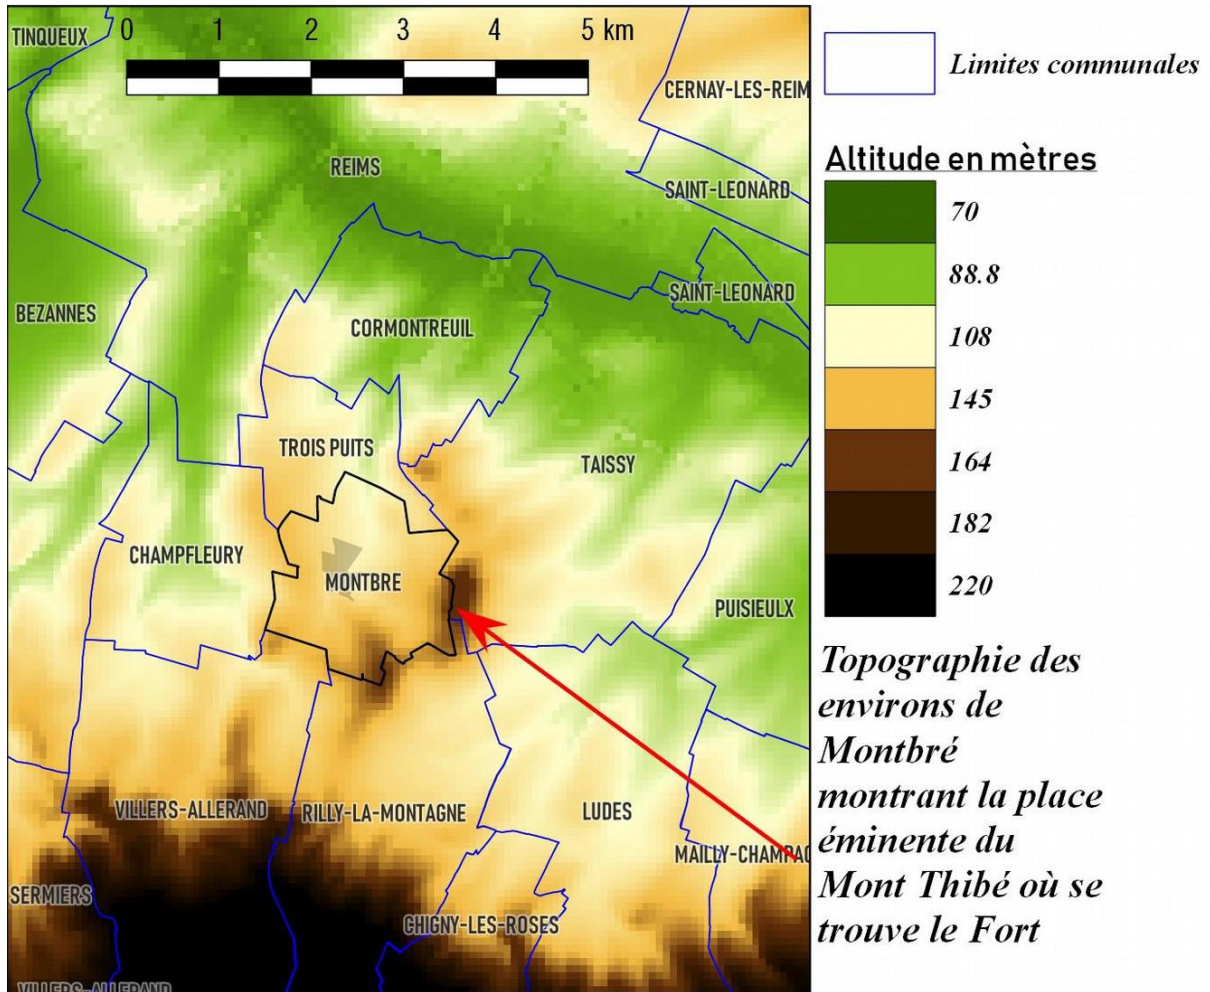 TINQUEUX
0 1 2 3 4 5 km
CERNAY-LES-REIM
REIMS
SAINT-LEONARD
SAINT-LEONARD
BEZANNES
CORMONTREUIL
TROIS PUITS
TAISSY
CHAMPFLEURY
MONTBRE
PUISIEULX
VILLERS-ALLERAND
RILLY-LA-MONTAGNE
LUDES
MAILLY-CHAMPAG
SERMIERS
CHIGNY-LES-ROSES
VILLERS-ALLERAND
Limites communales
Altitude en mètres
70
88.8
108
145
164
182
220
Topographie des
environs de
Montbré
montrant la place
éminente du
Mont Thibé où se
trouve le Fort